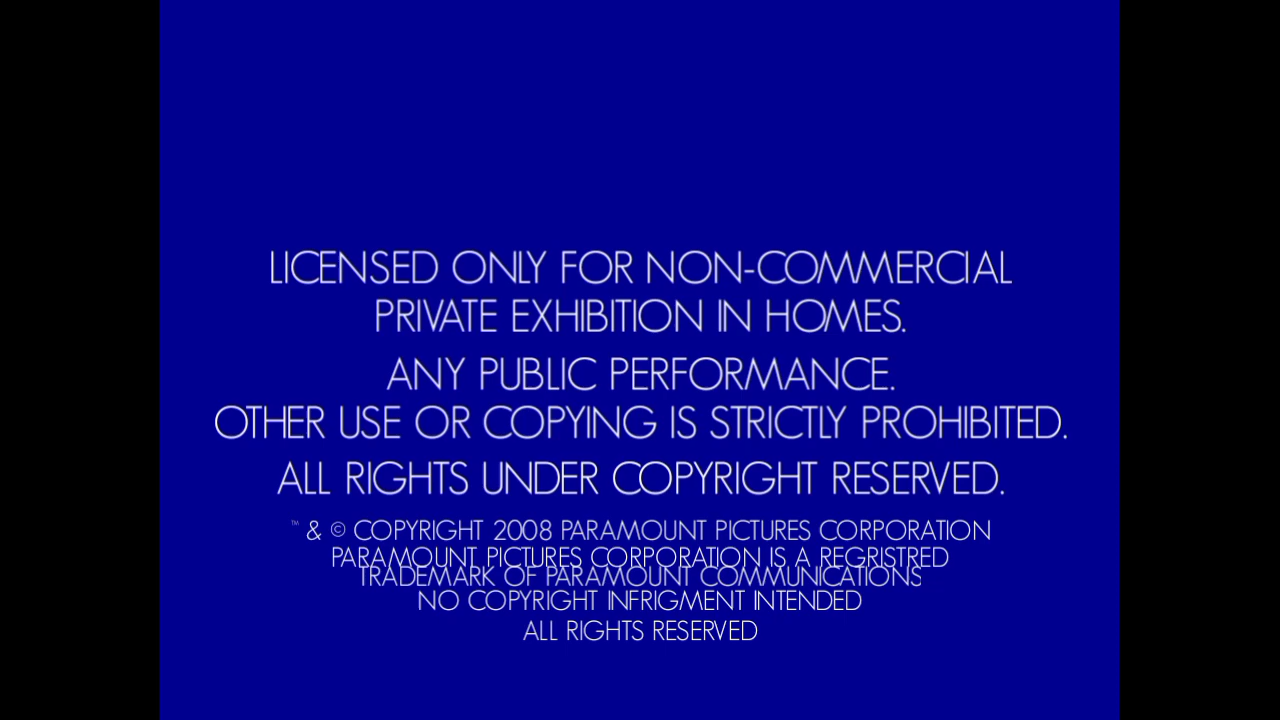 LICENSED ONLY FOR NON-COMMERCIAL
PRIVATE EXHIBITION IN HOMES.
ANY PUBLIC PERFORMANCE.
OTHER USE OR COPYING IS STRICTLY PROHIBITED.
ALL RIGHTS UNDER COPYRIGHT RESERVED.
™ & © COPYRIGHT 2008 PARAMOUNT PICTURES CORPORATION
PARAMOUNT PICTURES CORPORATION IS A REGRISTRED
TRADEMARK OF PARAMOUNT COMMUNICATIONS
NO COPYRIGHT INFRIGMENT INTENDED
ALL RIGHTS RESERVED